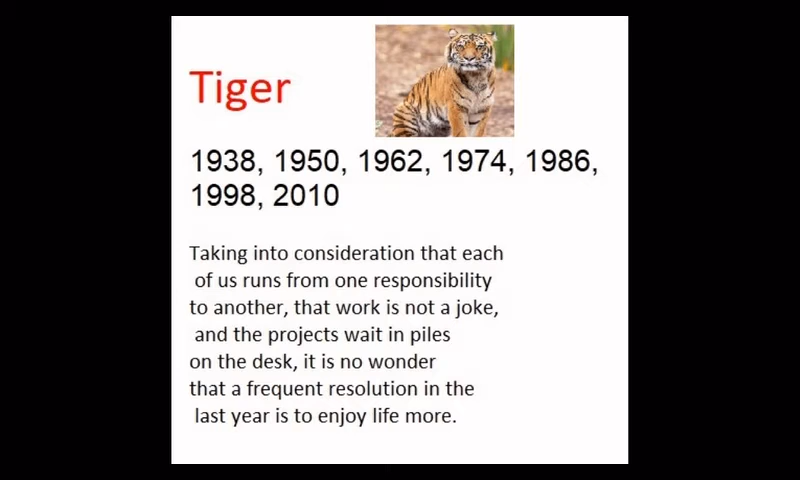 Tiger
1938, 1950, 1962, 1974, 1986,
1998, 2010
Taking into consideration that each
of us runs from one responsibility
to another, that work is not a joke,
and the projects wait in piles
on the desk, it is no wonder
that a frequent resolution in the
last year is to enjoy life more.